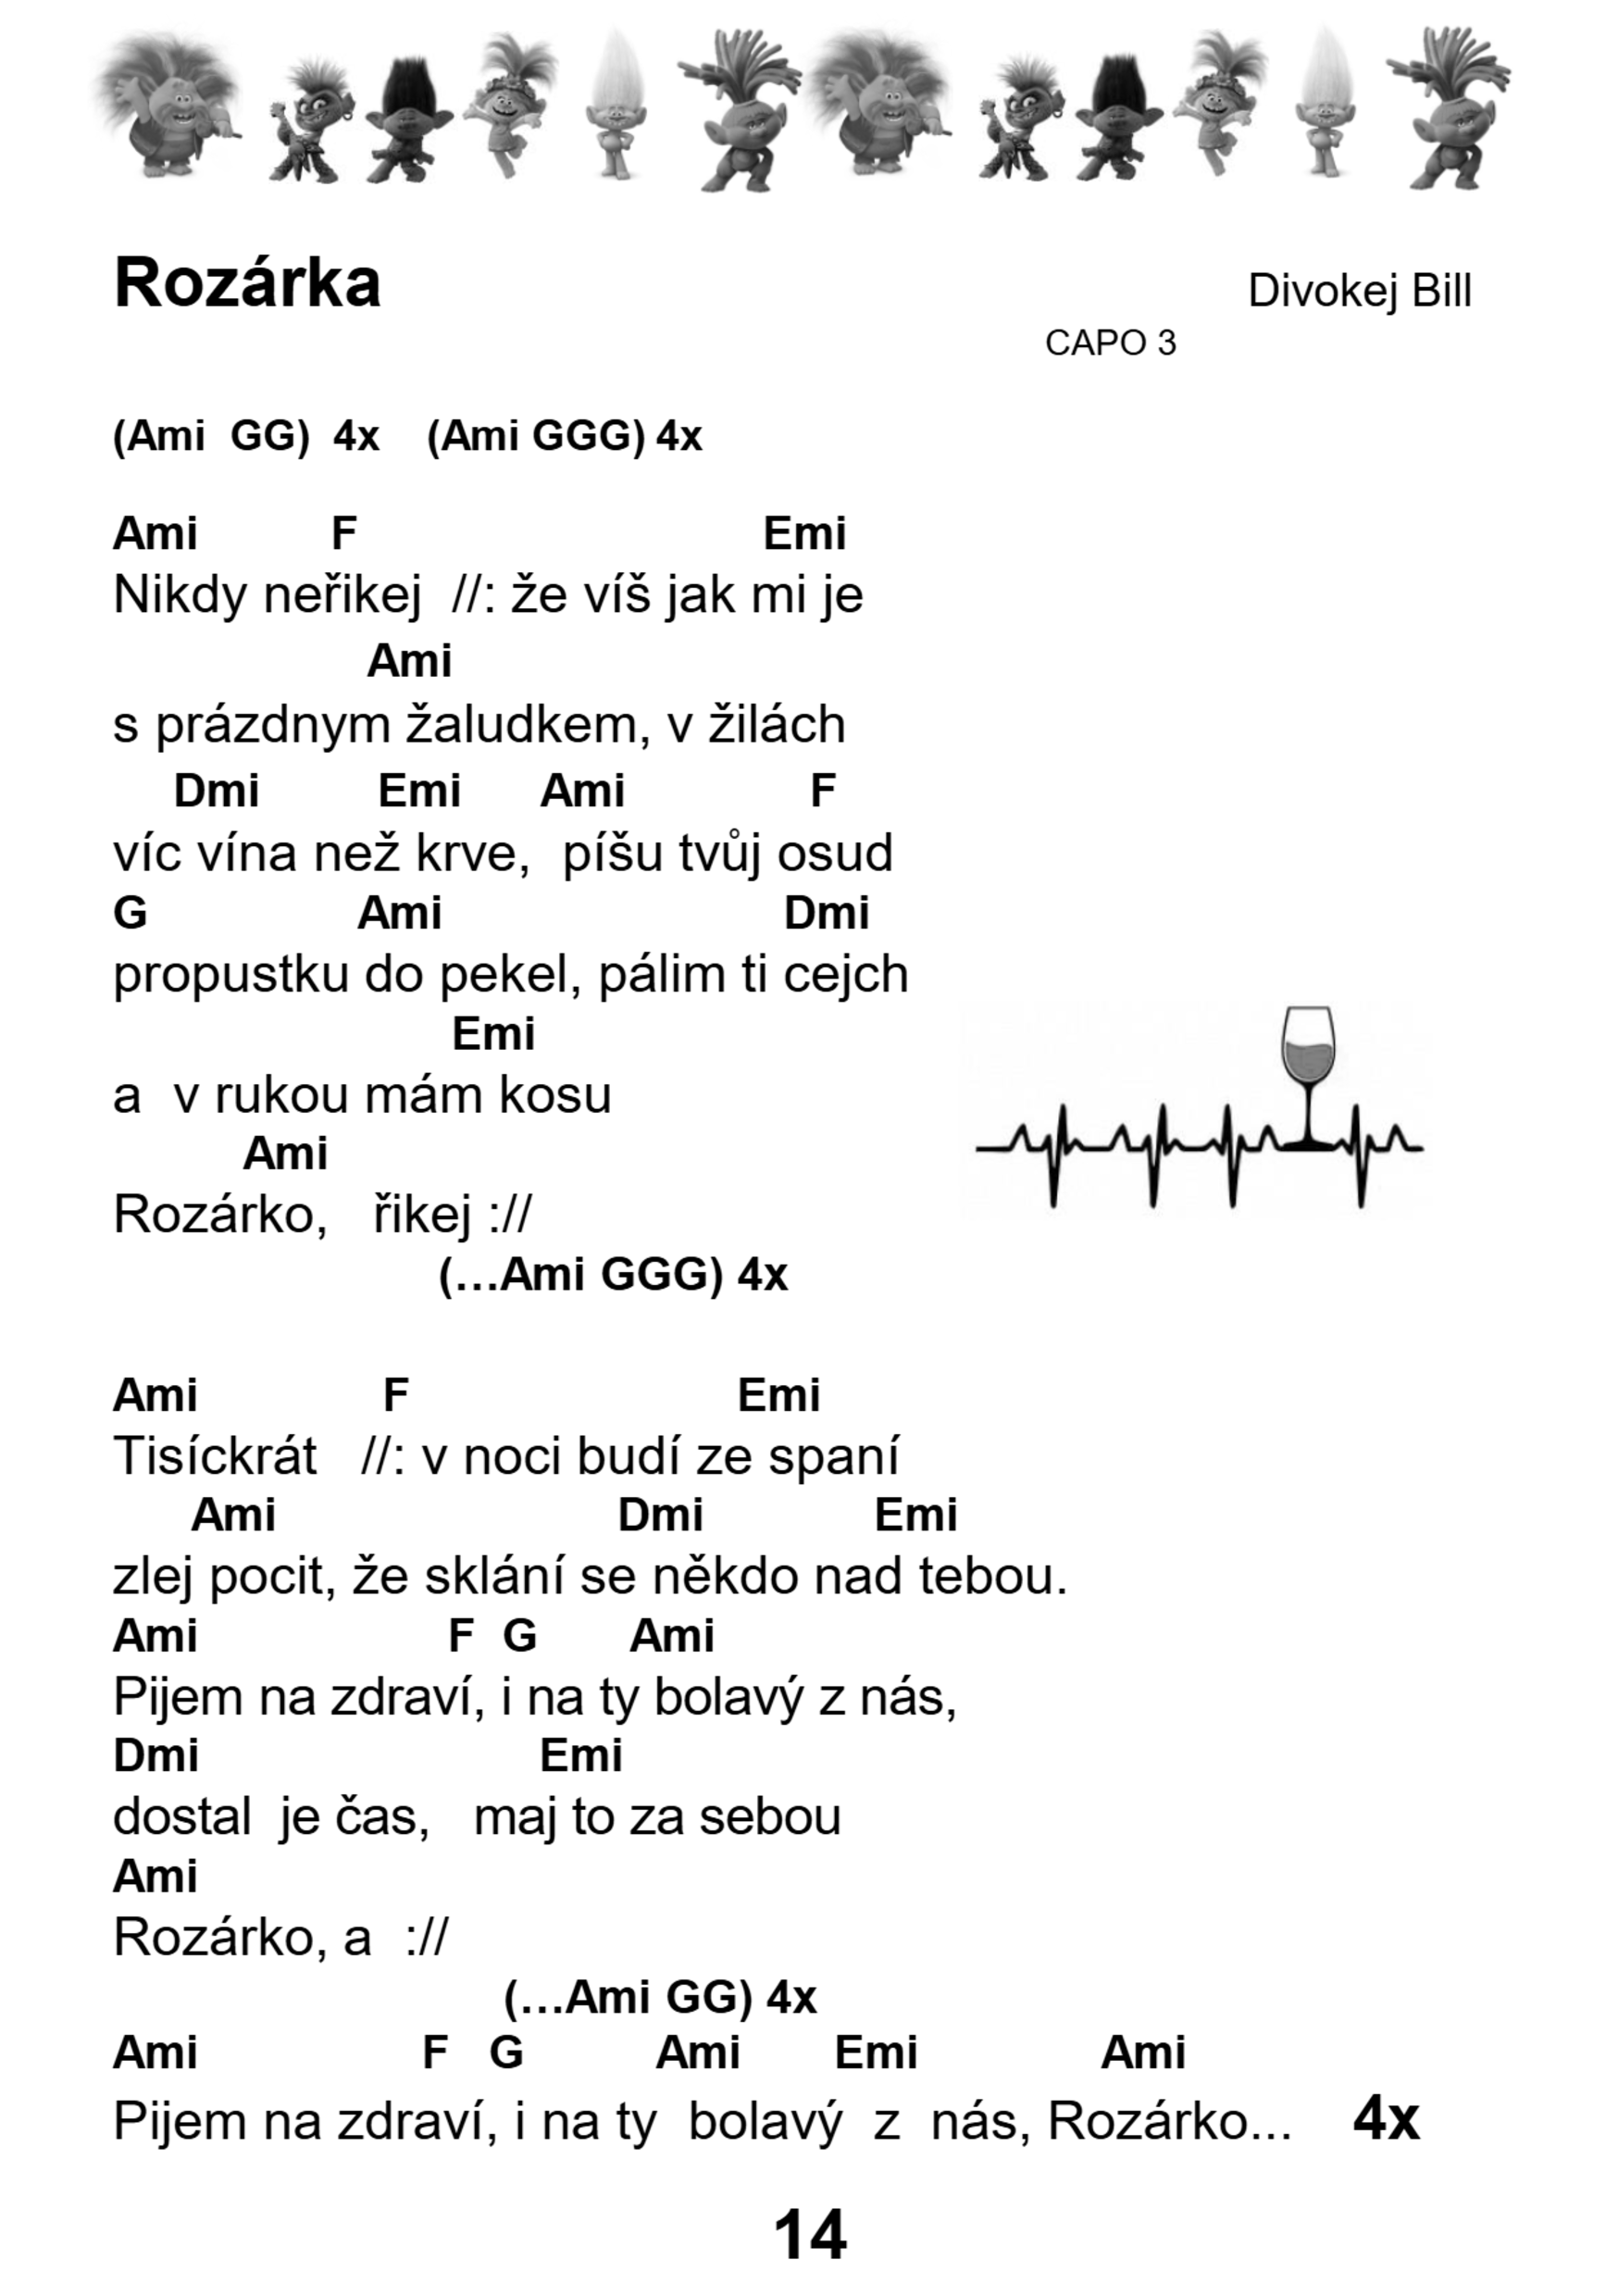 Rozárka Divokej Bill
CAPO 3
(Ami GG) 4x (Ami GGG) 4x
Ami F Emi
Nikdy neřikej //: že víš jak mi je
Ami
s prázdnym žaludkem, v žilách
Dmi Emi Ami F
víc vína než krve, píšu tvůj osud
G Ami Dmi
propustku do pekel, pálim ti cejch
Emi
a v rukou mám kosu
Ami
Rozárko, řikej ://
(...Ami GGG) 4x
Ami F Emi
Tisíckrát //: v noci budí ze spaní
Ami Dmi Emi
zlej pocit, že sklání se někdo nad tebou.
Ami F G Ami
Pijem na zdraví, i na ty bolavý z nás,
Dmi Emi
dostal je čas, maj to za sebou
Ami
Rozárko, a ://
(...Ami GG) 4x
Ami F G Ami Emi Ami
Pijem na zdraví, i na ty bolavý z nás, Rozárko... 4x
14